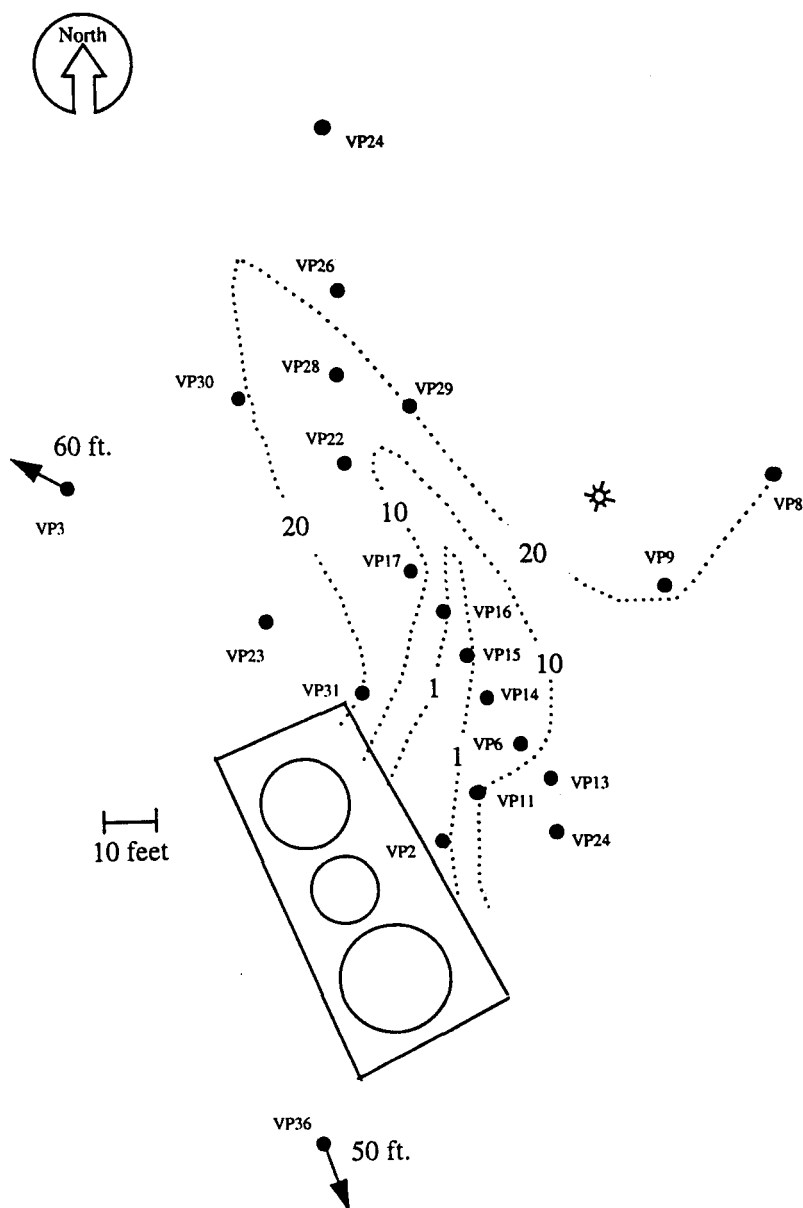 North
VP24
VP26
VP28
VP30
VP29
60 ft.
VP22
VP8
VP3
10
20
20
VP17
VP9
VP16
VP23
VP15
10
VP31
1
VP14
VP6
1
VP13
VP11
10 feet
VP2
VP24
VP36
50 ft.